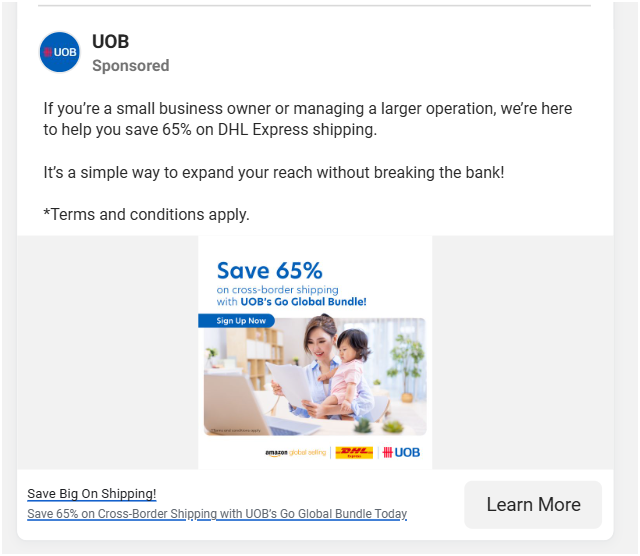 UOB
UOB
Sponsored
If you're a small business owner or managing a larger operation, we're here
to help you save 65% on DHL Express shipping.
It's a simple way to expand your reach without breaking the bank!
*Terms and conditions apply.
Save 65%
on cross-border shipping
with UOB's Go Global Bundle!
Sign Up Now
Terms and conditions apply.
amazon global selling
DHL
Express
UOB
Save Big On Shipping!
Save 65% on Cross-Border Shipping with UOB's Go Global Bundle Today
Learn More